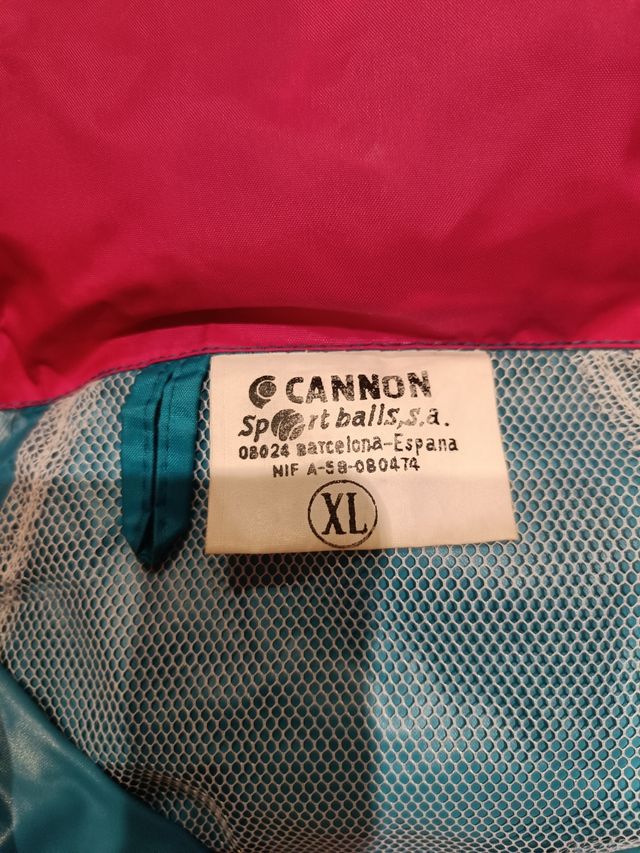 CANNON
Sport balls, s.a.
08024 Barcelona-Espana
NIF A-58-080474
XL